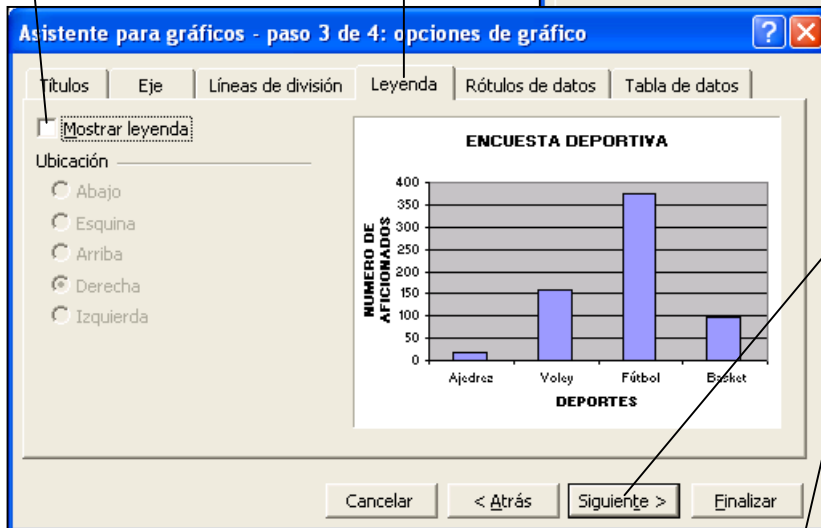 Asistente para gráficos - paso 3 de 4: opciones de gráfico
Títulos Eje Líneas de división Leyenda Rótulos de datos Tabla de datos
Mostrar leyenda
Ubicación
Abajo
Esquina
Arriba
Derecha
Izquierda
ENCUESTA DEPORTIVA
NUMERO DE
AFICIONADOS
400
350
300
250
200
150
100
50
0
Ajedrez Voley Fútbol Basket
DEPORTES
Cancelar < Atrás Siguiente > Finalizar